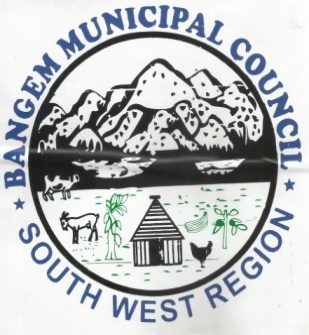 ★ BANGEM MUNICIPAL COUNCIL ★
SOUTH WEST REGION